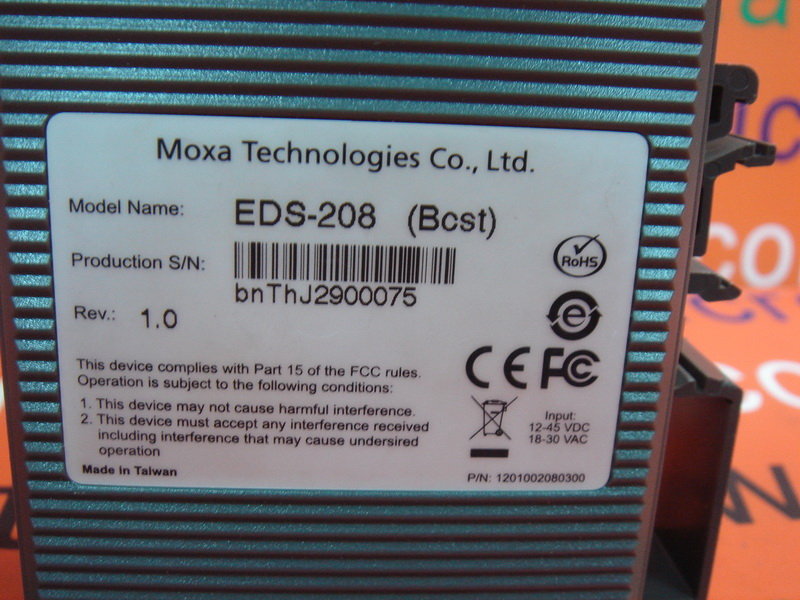 Moxa Technologies Co., Ltd.
Model Name: EDS-208 (Bcst)
Production S/N:
bnThJ2900075
Rev.: 1.0
RoHS
e
CE FC
This device complies with Part 15 of the FCC rules.
Operation is subject to the following conditions:
1. This device may not cause harmful interference.
2. This device must accept any interference received
including interference that may cause undersired
operation
Made in Taiwan
Input:
12-45 VDC
18-30 VAC
P/N: 1201002080300